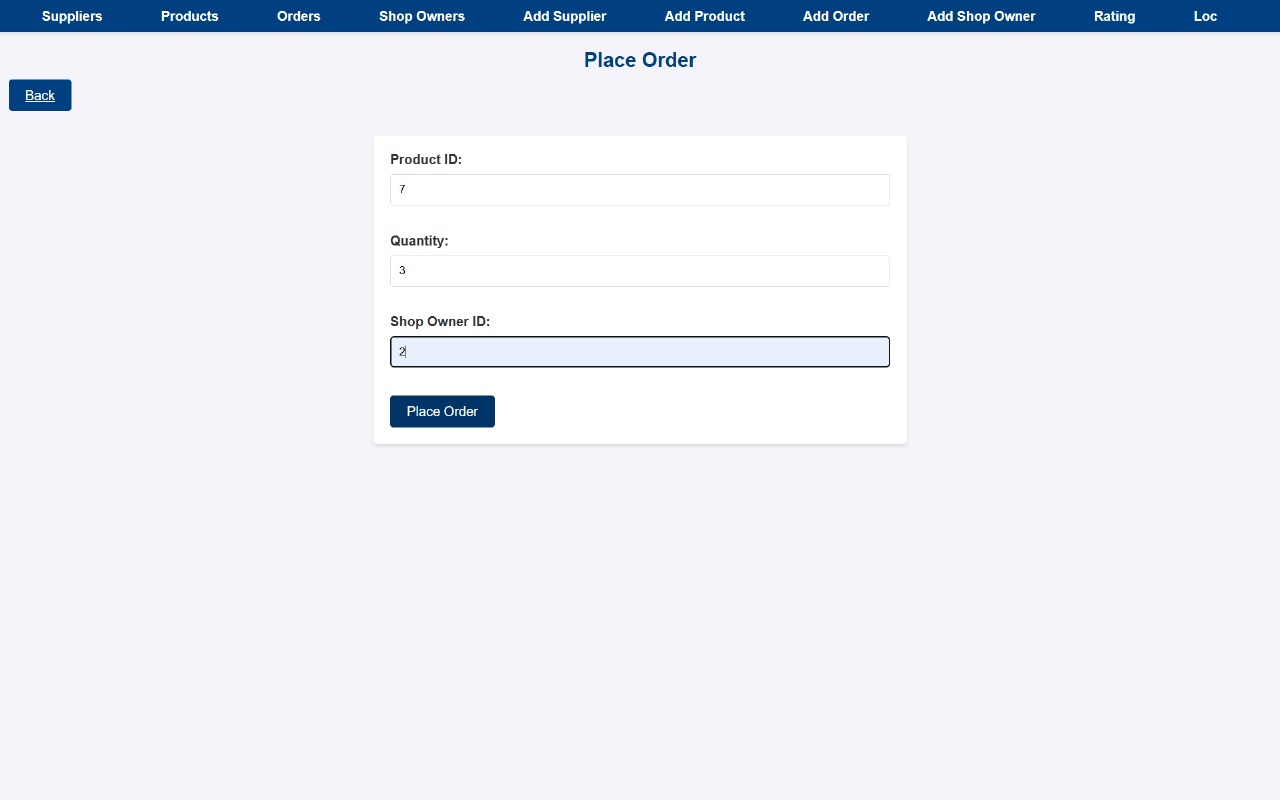 Suppliers Products Orders Shop Owners Add Supplier Add Product Add Order Add Shop Owner Rating Loc
Place Order
Back
Product ID:
7
Quantity:
3
Shop Owner ID:
2
Place Order